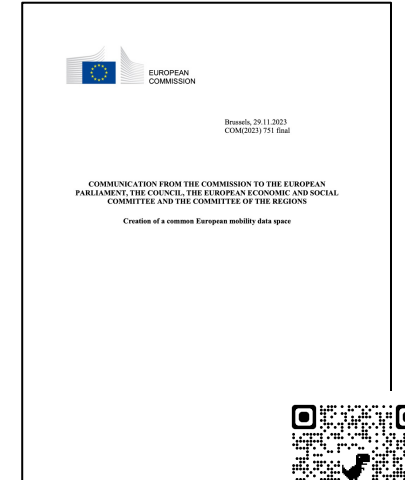 EUROPEAN
COMMISSION
Brussels, 29.11.2023
COM(2023) 751 final
COMMUNICATION FROM THE COMMISSION TO THE EUROPEAN
PARLIAMENT, THE COUNCIL, THE EUROPEAN ECONOMIC AND SOCIAL
COMMITTEE AND THE COMMITTEE OF THE REGIONS
Creation of a common European mobility data space